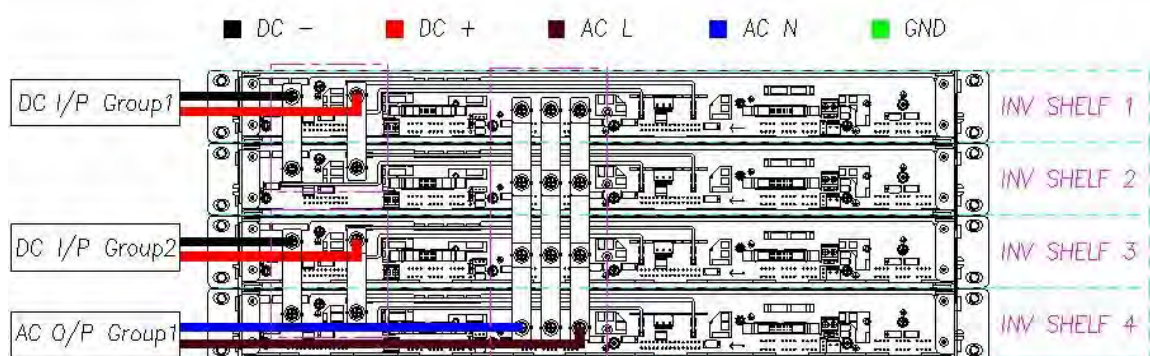 DC - DC + AC L AC N GND
DC I/P Group1
INV SHELF 1
INV SHELF 2
DC I/P Group2
INV SHELF 3
AC O/P Group1
INV SHELF 4